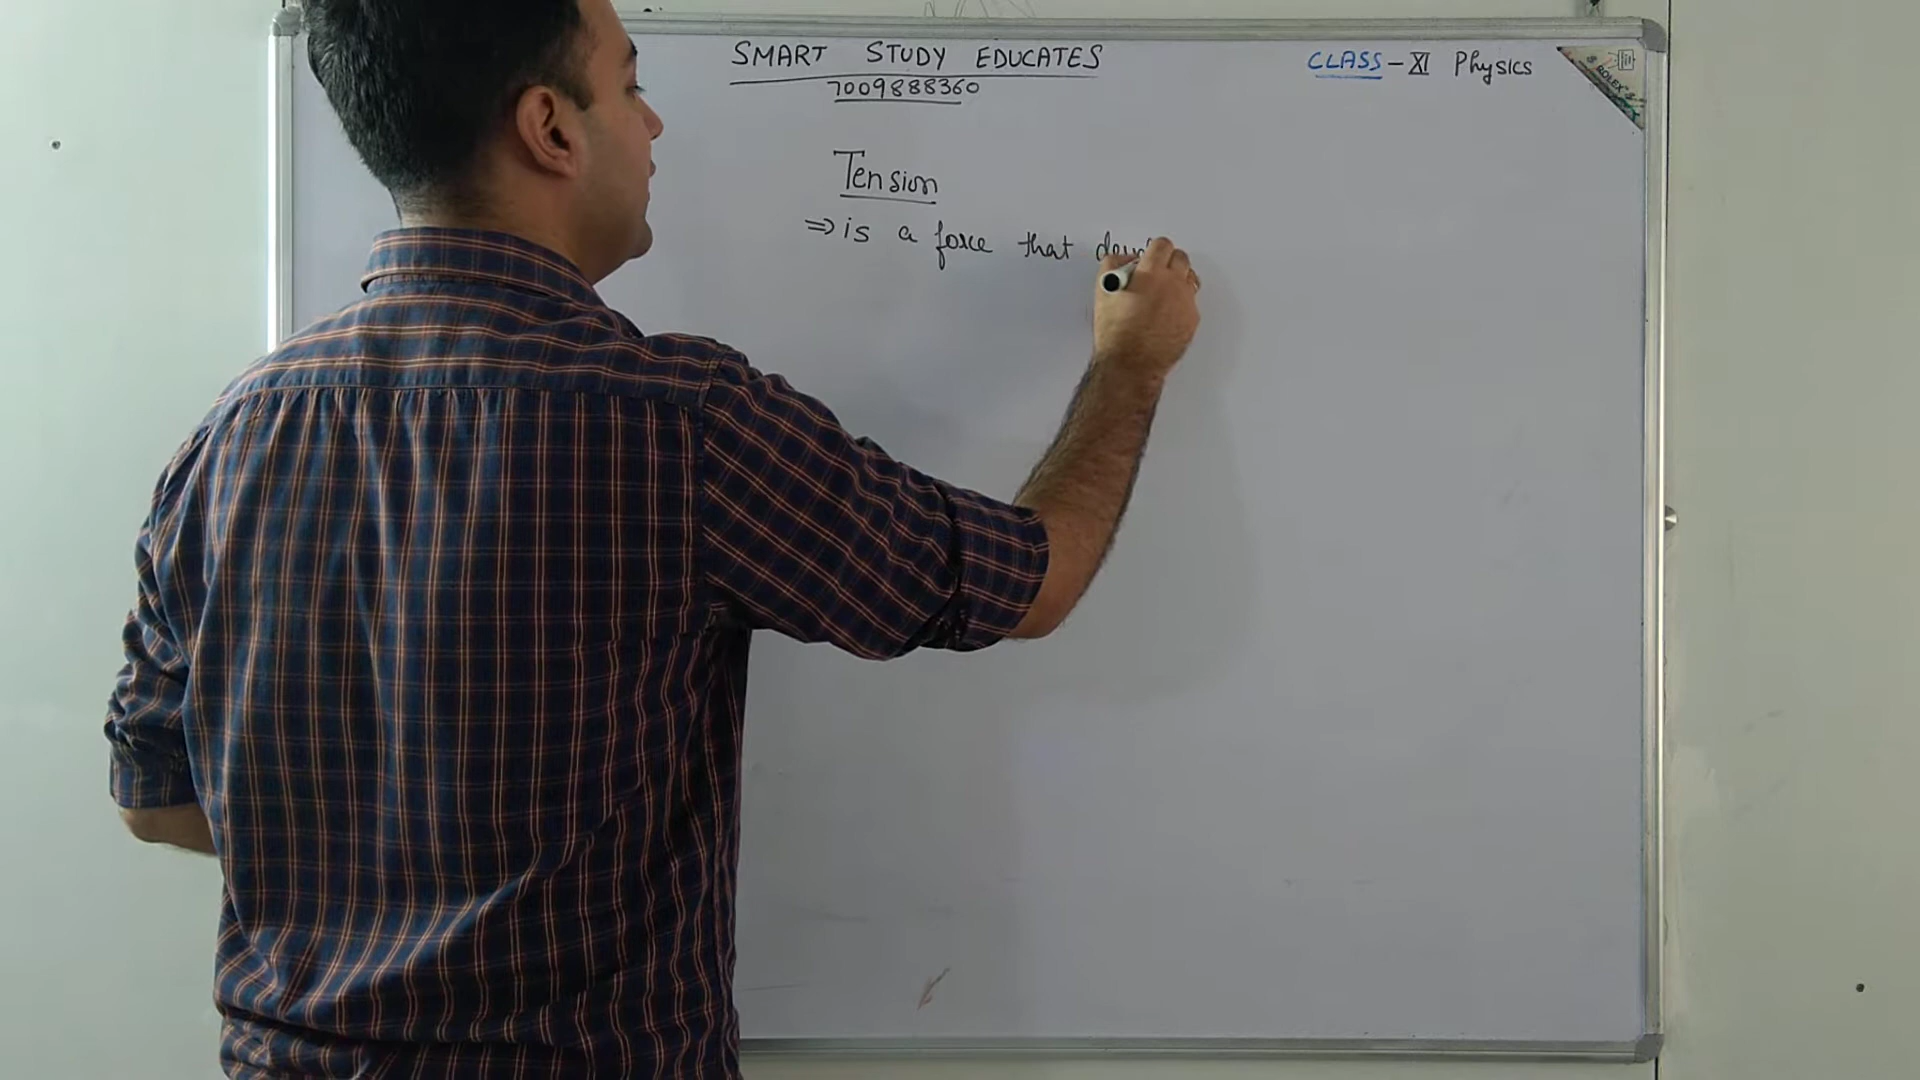 SMART STUDY EDUCATES
7009888360
CLASS-XI Physics
Tension
⇒ is a force that